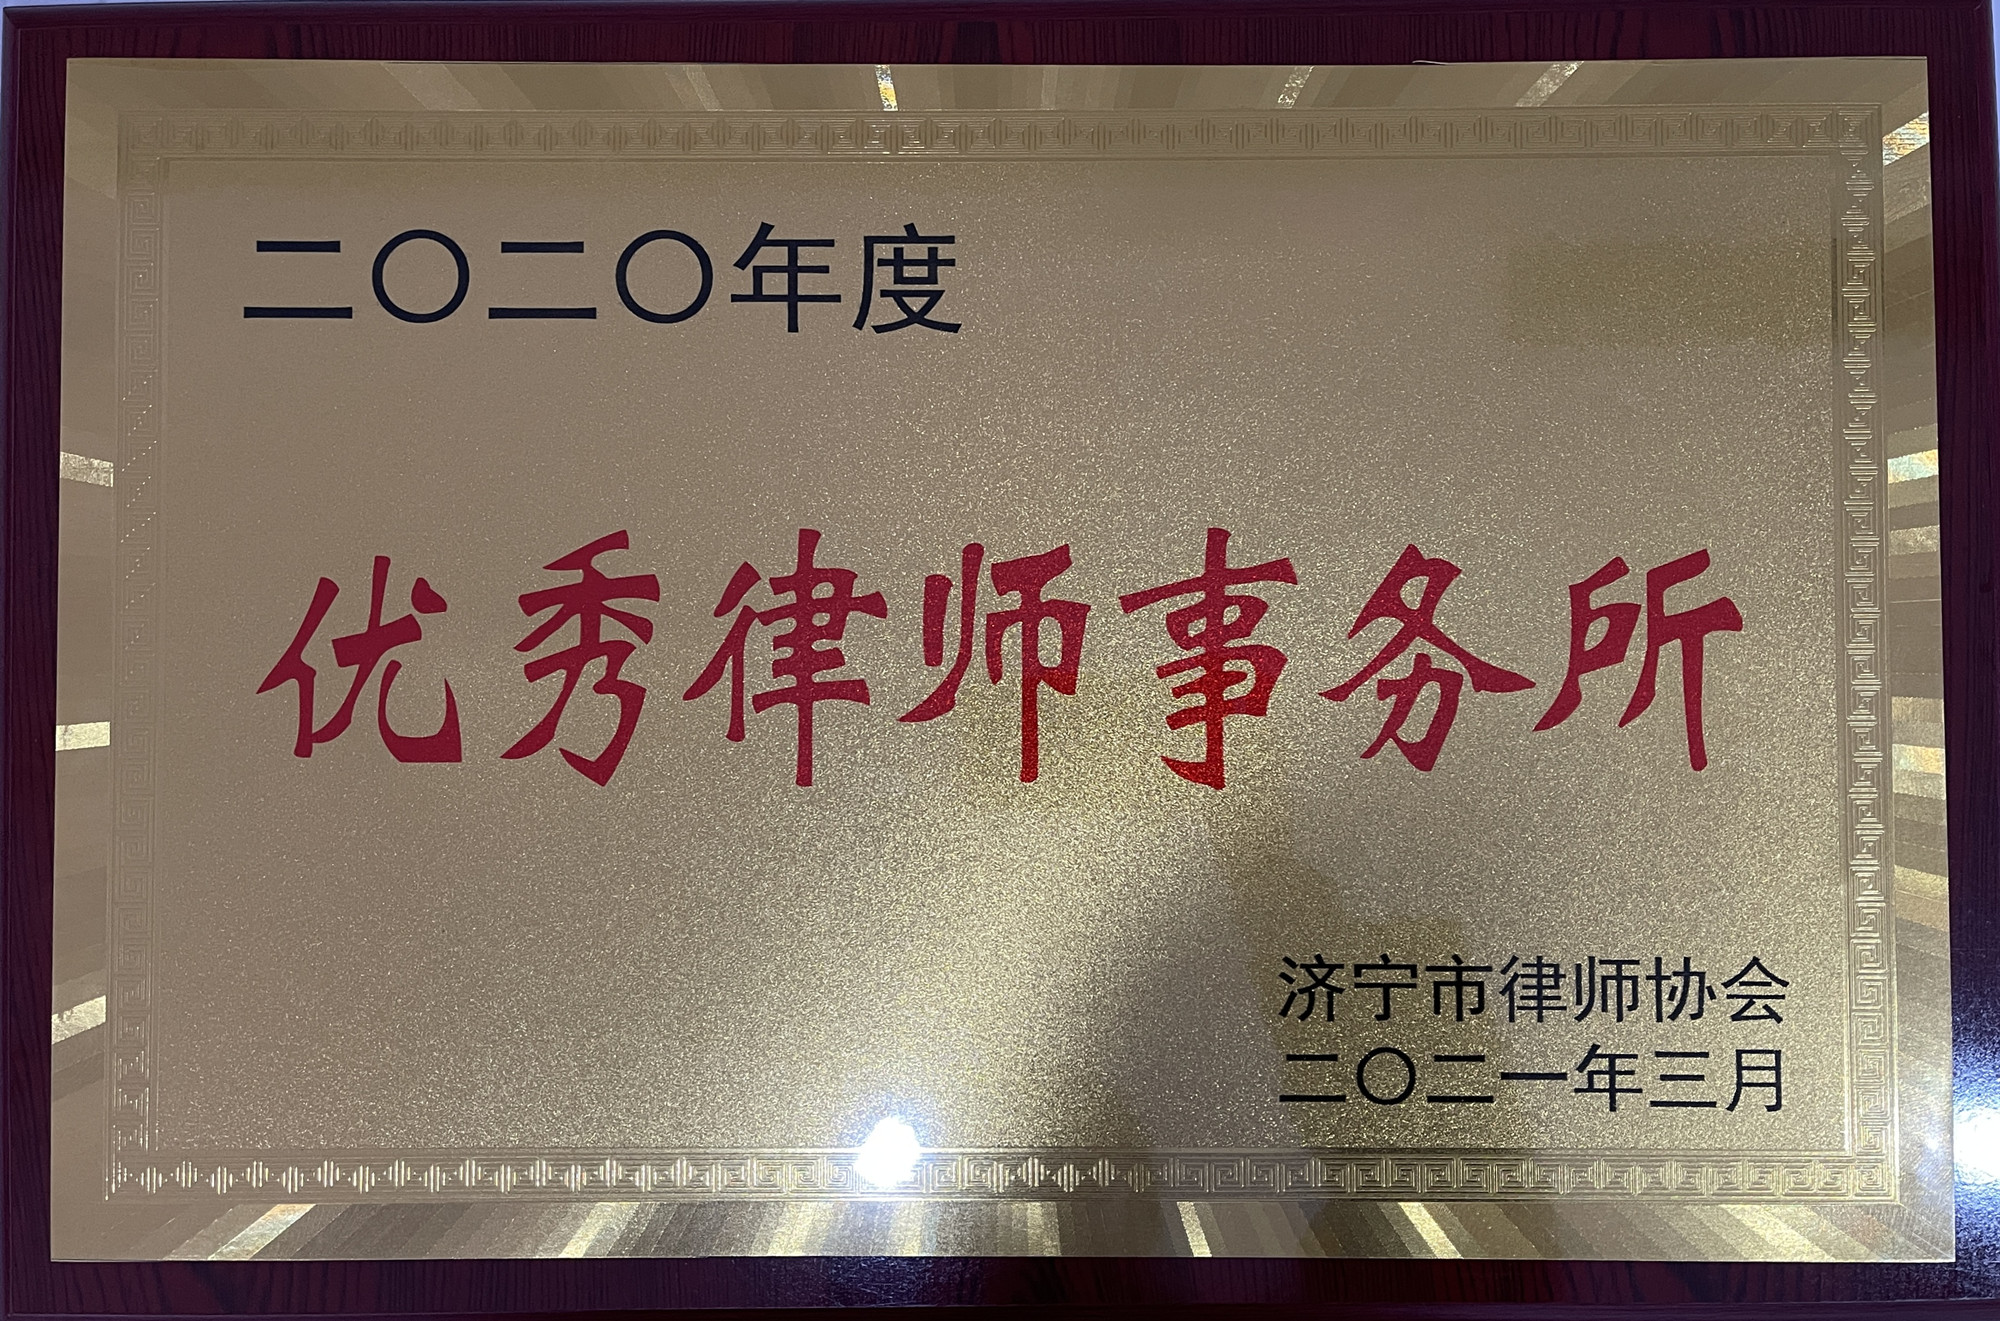 二〇二〇年度
优秀律师事务所
济宁市律师协会
二〇二一年三月